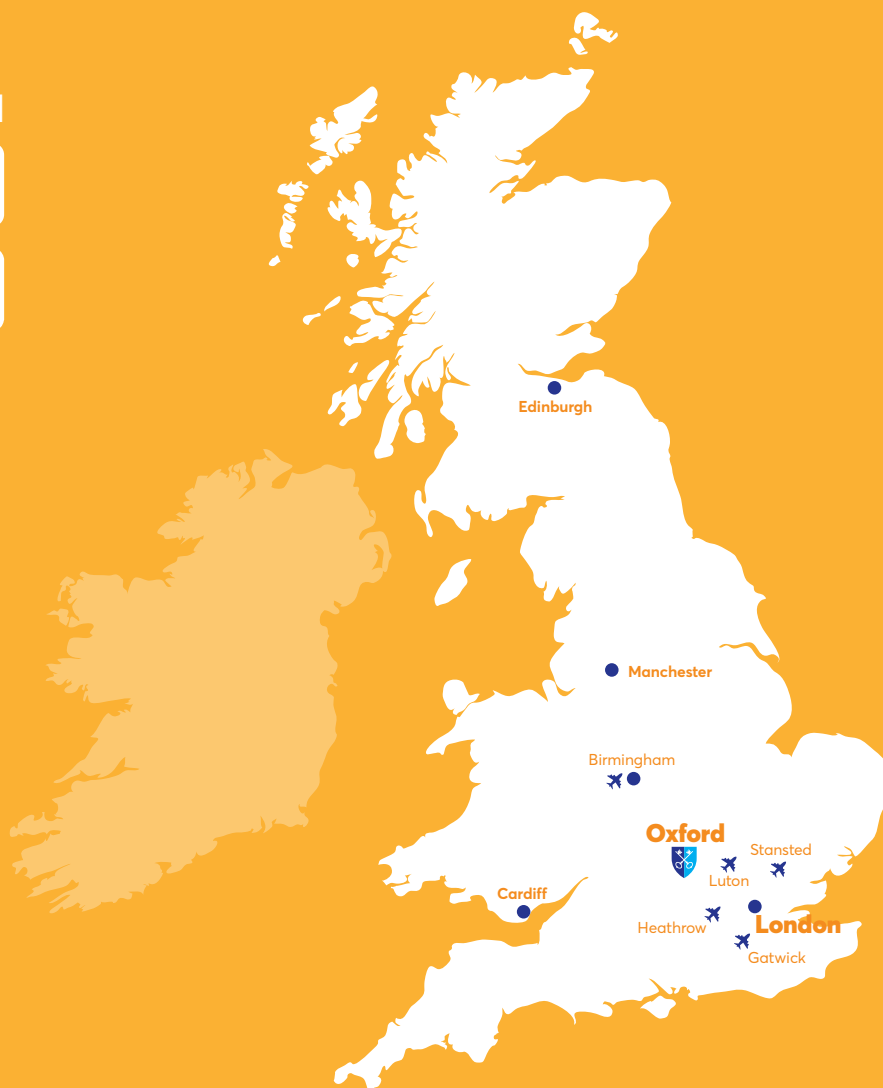 Edinburgh
Manchester
Birmingham
Oxford
Stansted
Luton
Cardiff
London
Heathrow
Gatwick